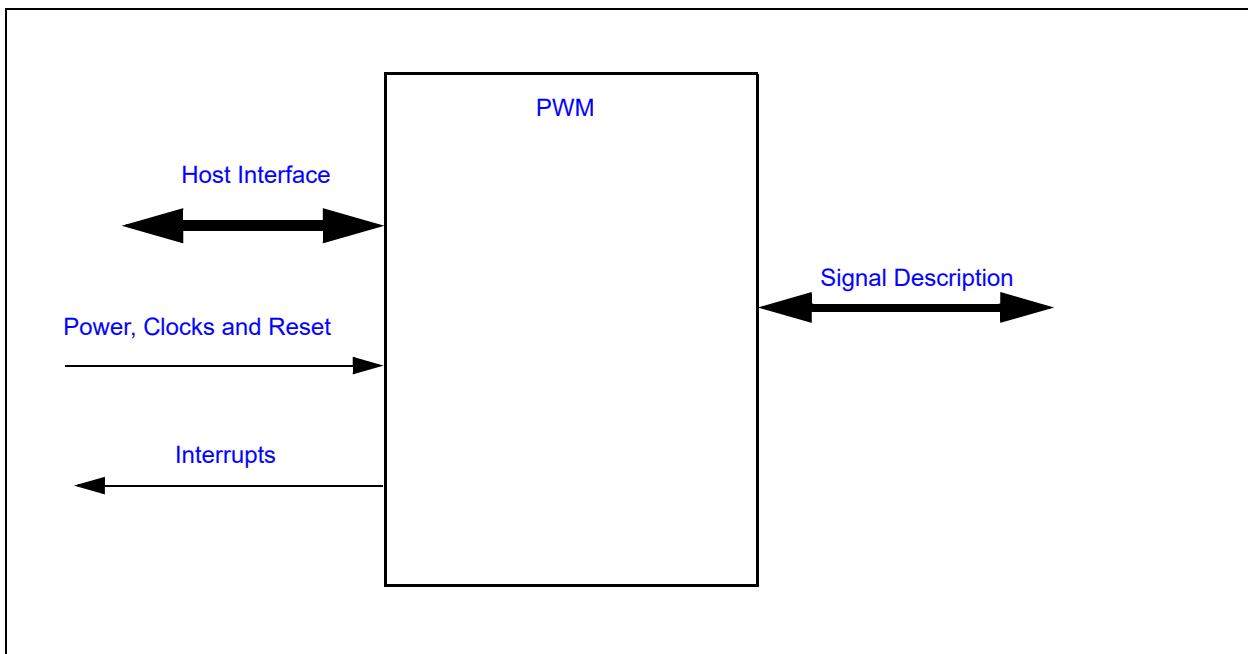 PWM
Host Interface
Signal Description
Power, Clocks and Reset
Interrupts